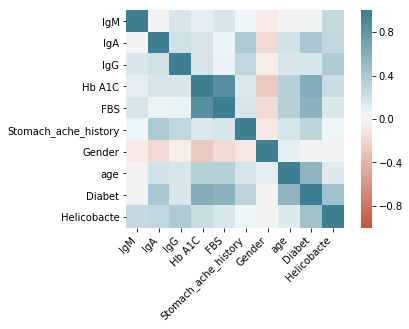 IgM
IgA
IgG
Hb A1C
FBS
Stomach_ache_history
Gender
age
Diabet
Helicobacte
IgM
IgA
IgG
Hb A1C
FBS
Stomach_ache_history
Gender
age
Diabet
Helicobacte
0.8
0.4
0.0
−0.4
−0.8